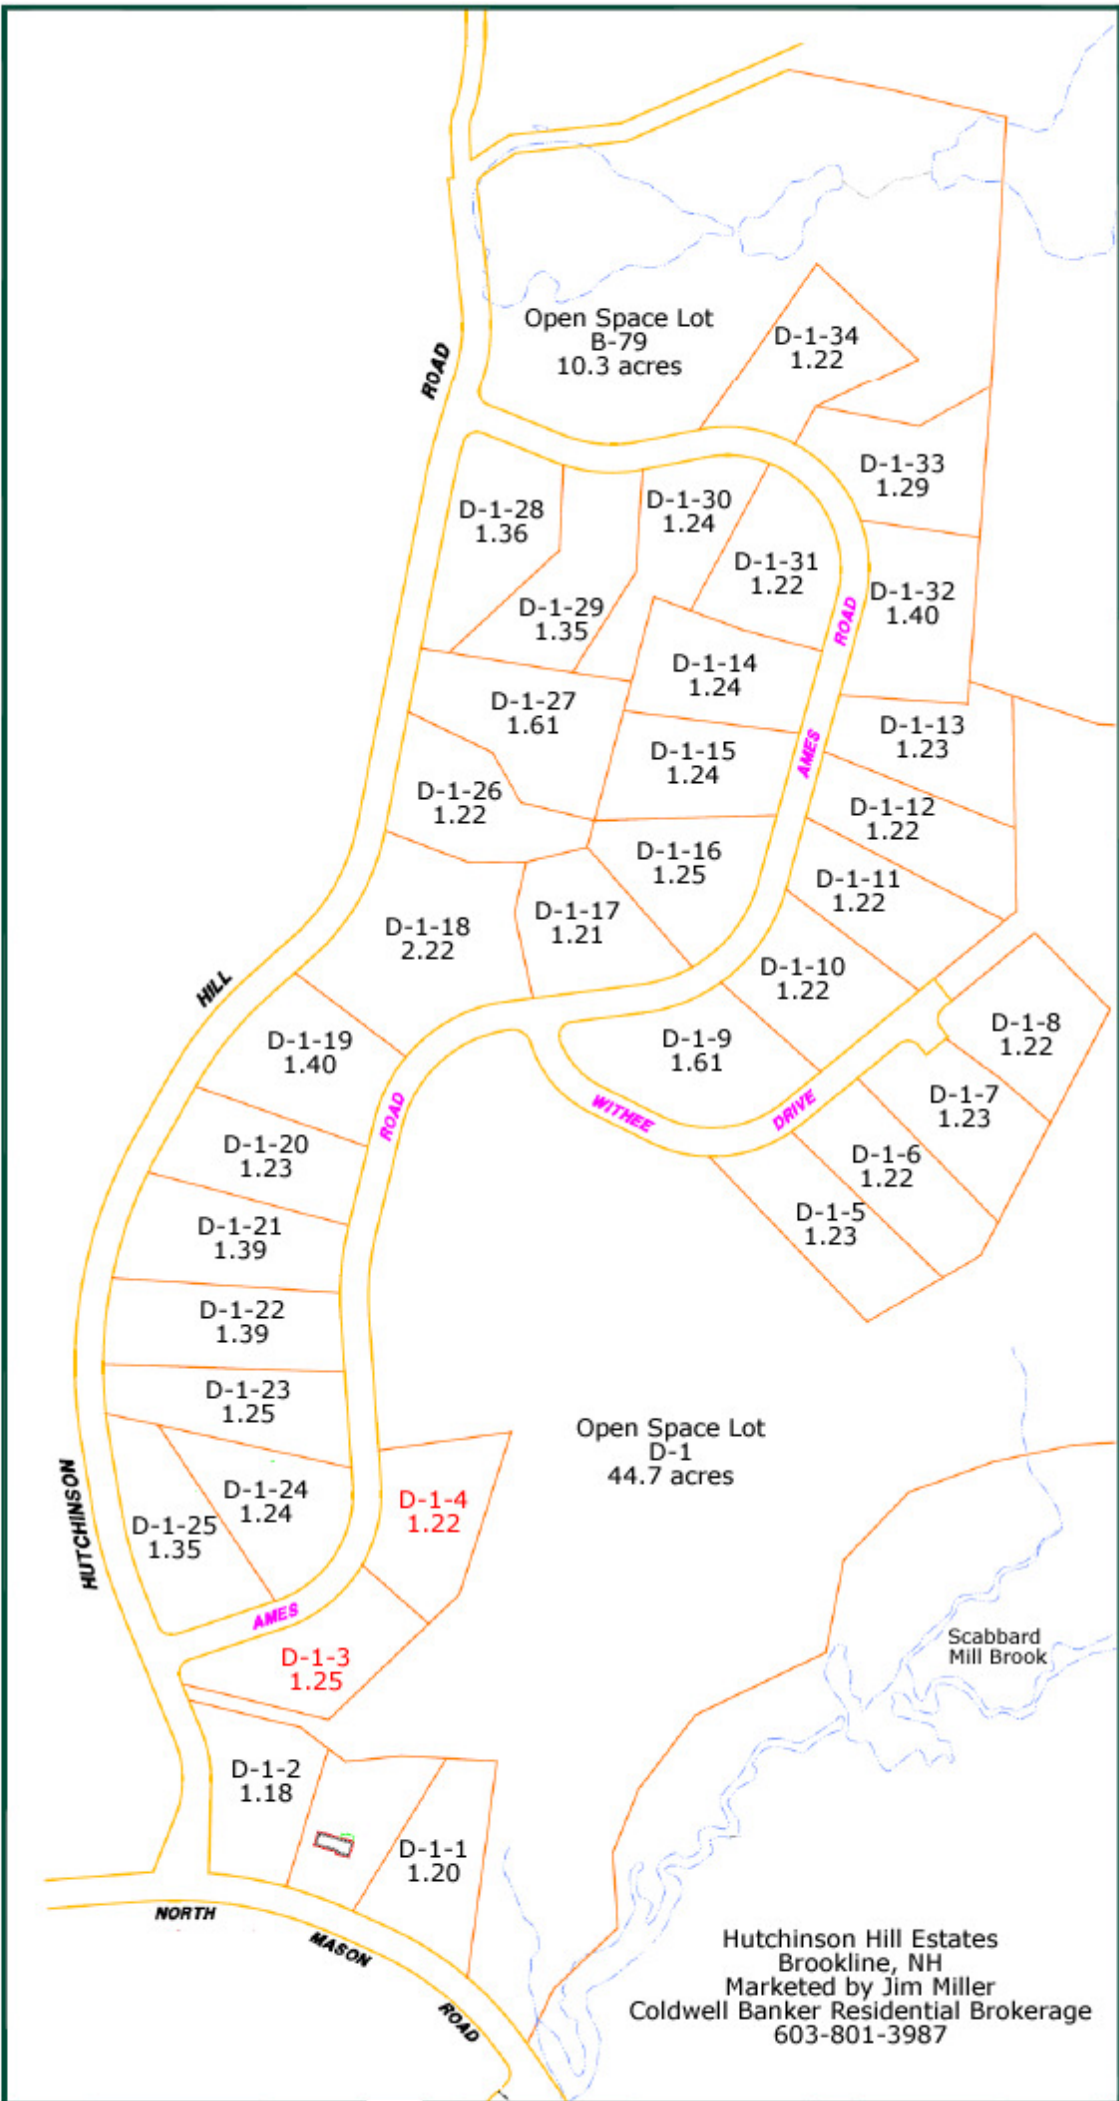 Open Space Lot
B-79
10.3 acres
D-1-34
1.22
ROAD
D-1-33
1.29
D-1-28
1.36
D-1-30
1.24
D-1-31
1.22
D-1-32
1.40
D-1-29
1.35
ROAD
D-1-14
1.24
D-1-27
1.61
D-1-13
1.23
D-1-15
1.24
AMES
D-1-26
1.22
D-1-12
1.22
D-1-16
1.25
D-1-11
1.22
D-1-18
2.22
D-1-17
1.21
D-1-10
1.22
HILL
D-1-19
1.40
D-1-9
1.61
D-1-8
1.22
ROAD
WITHEE
DRIVE
D-1-7
1.23
D-1-20
1.23
D-1-6
1.22
D-1-21
1.39
D-1-5
1.23
D-1-22
1.39
D-1-23
1.25
Open Space Lot
D-1
44.7 acres
D-1-24
1.24
D-1-4
1.22
HUTCHINSON
D-1-25
1.35
AMES
D-1-3
1.25
Scabbard
Mill Brook
D-1-2
1.18
D-1-1
1.20
NORTH
MASON
ROAD
Hutchinson Hill Estates
Brookline, NH
Marketed by Jim Miller
Coldwell Banker Residential Brokerage
603-801-3987